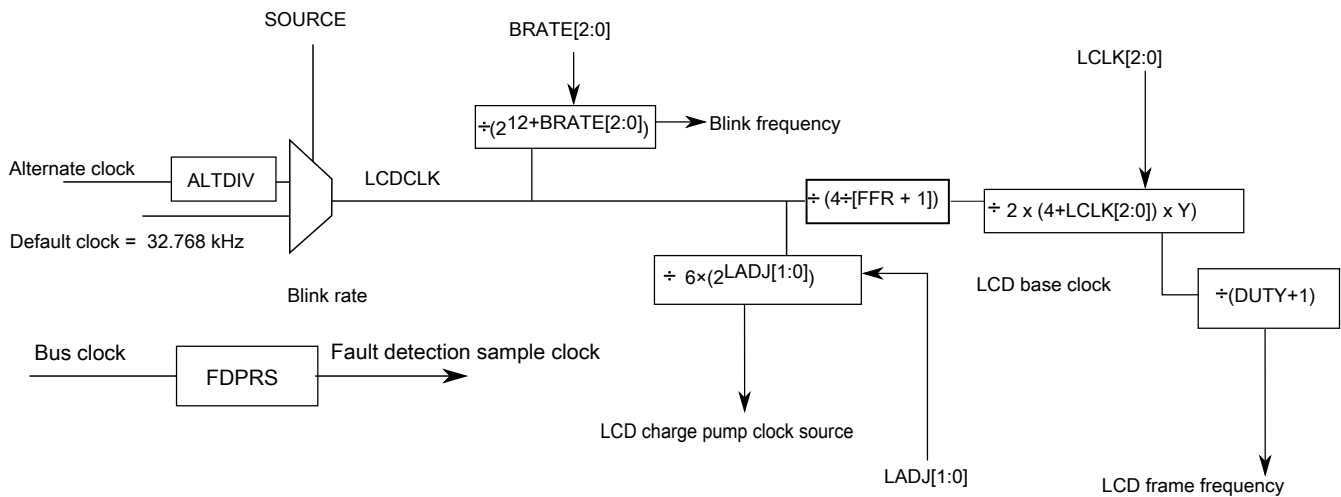 SOURCE
BRATE[2:0]
LCLK[2:0]
÷(2^12+BRATE[2:0])
Blink frequency
Alternate clock
ALTDIV
LCDCLK
÷ (4÷[FFR + 1])
÷ 2 x (4+LCLK[2:0]) x Y)
Default clock = 32.768 kHz
÷ 6×(2^LADJ[1:0])
LCD base clock
÷(DUTY+1)
Blink rate
Bus clock
FDPRS
Fault detection sample clock
LCD charge pump clock source
LADJ[1:0]
LCD frame frequency